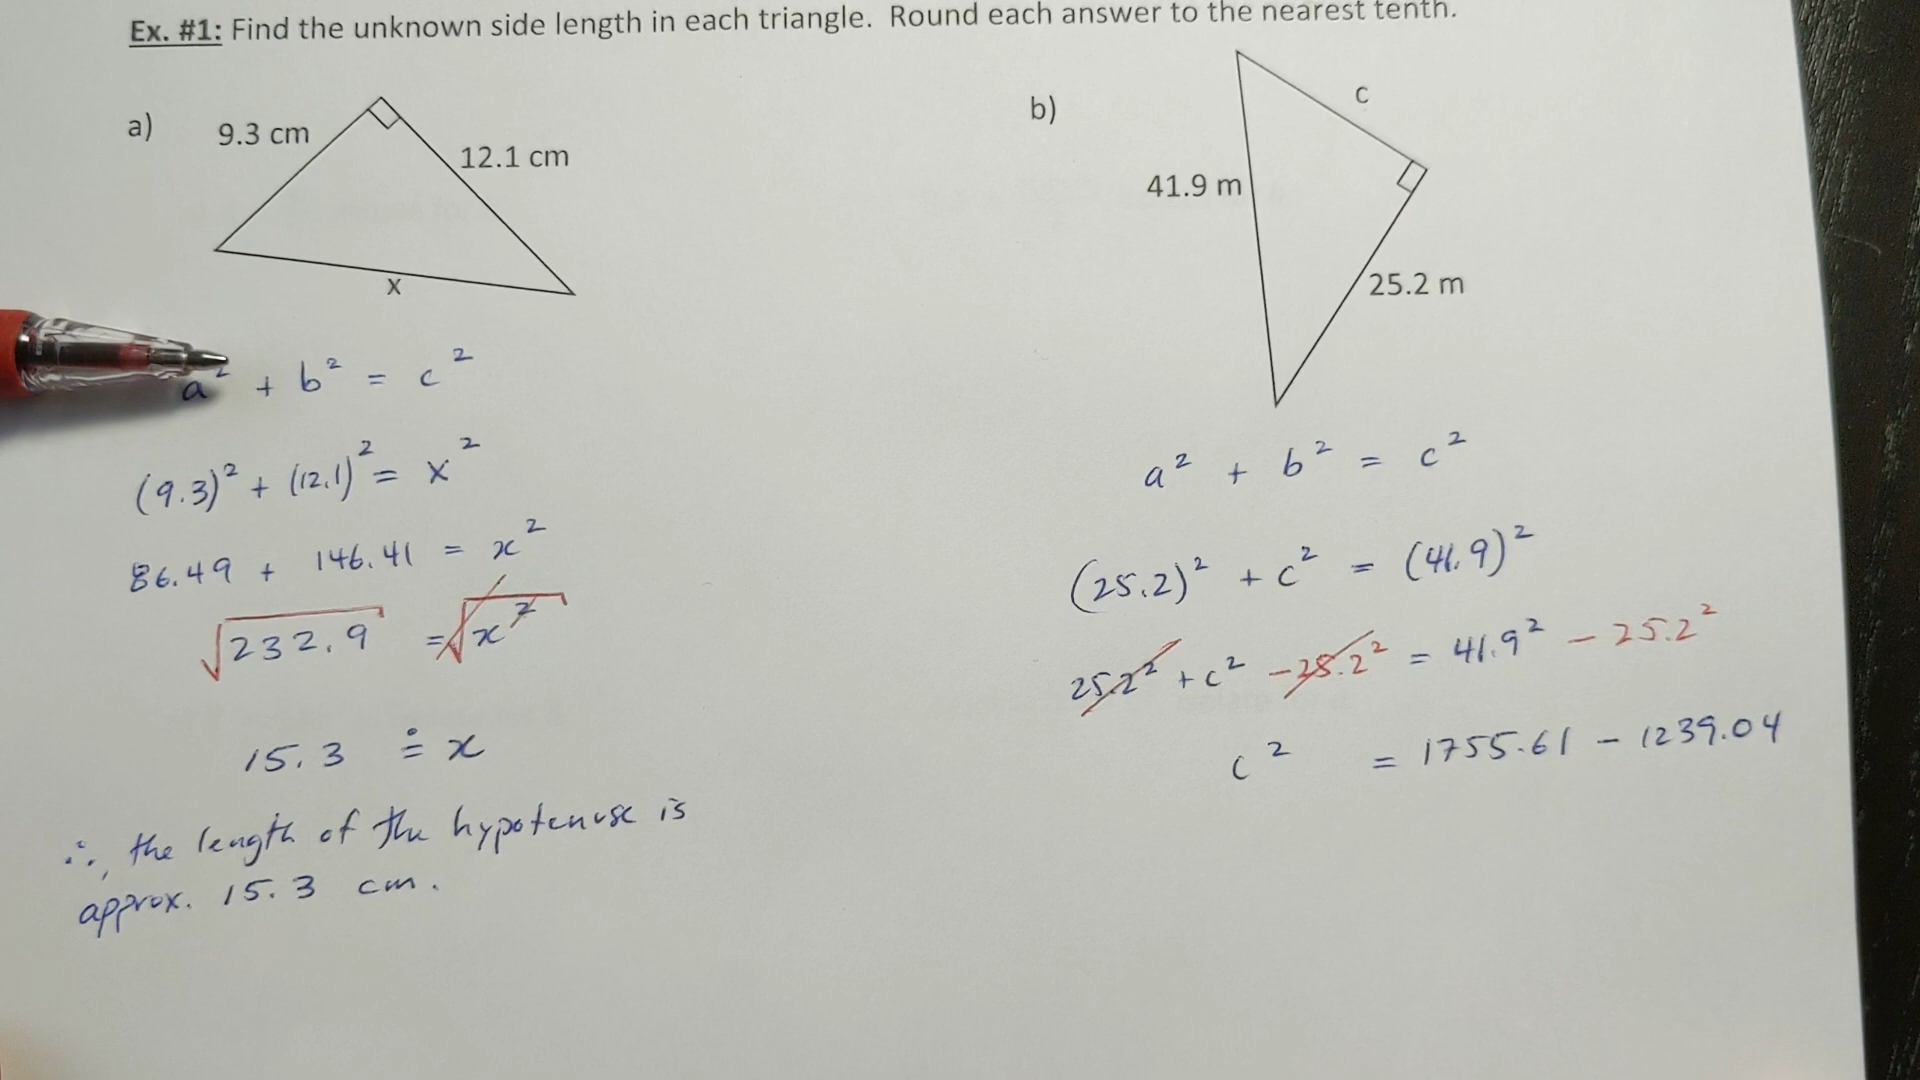 Ex. #1: Find the unknown side length in each triangle. Round each answer to the nearest tenth.
a)
9.3 cm
12.1 cm
x
a² + b² = c²
(9.3)² + (12.1)² = x²
86.49 + 146.41 = x²
√232.9 = √x²
15.3 ≐ x
∴, the length of the hypotenuse is
approx. 15.3 cm.
b)
c
41.9 m
25.2 m
a² + b² = c²
(25.2)² + c² = (41.9)²
25.2² + c² - 25.2² = 41.9² - 25.2²
c² = 1755.61 - 1239.04